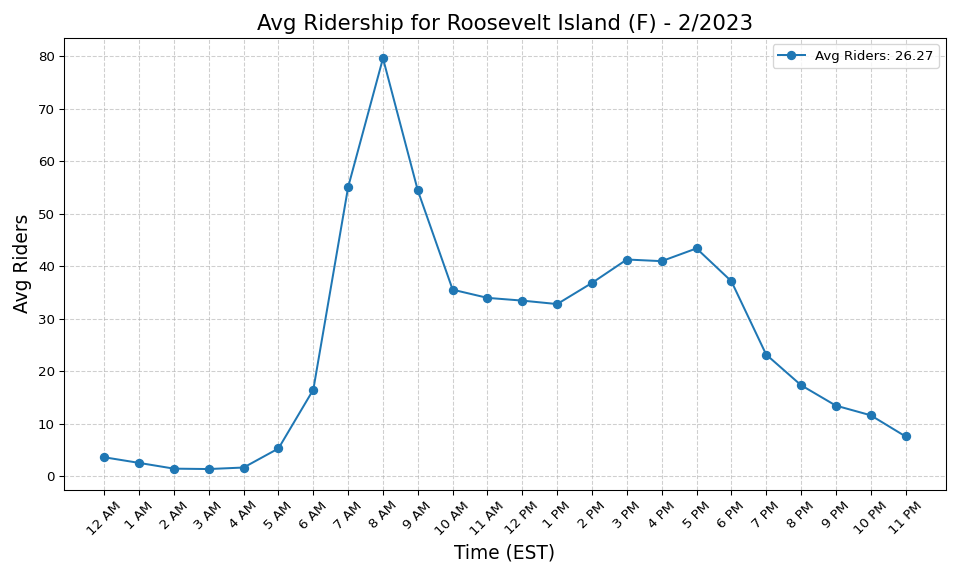 Avg Ridership for Roosevelt Island (F) - 2/2023
Avg Riders: 26.27
Avg Riders
80
70
60
50
40
30
20
10
0
12 AM
1 AM
2 AM
3 AM
4 AM
5 AM
6 AM
7 AM
8 AM
9 AM
10 AM
11 AM
12 PM
1 PM
2 PM
3 PM
4 PM
5 PM
6 PM
7 PM
8 PM
9 PM
10 PM
11 PM
Time (EST)